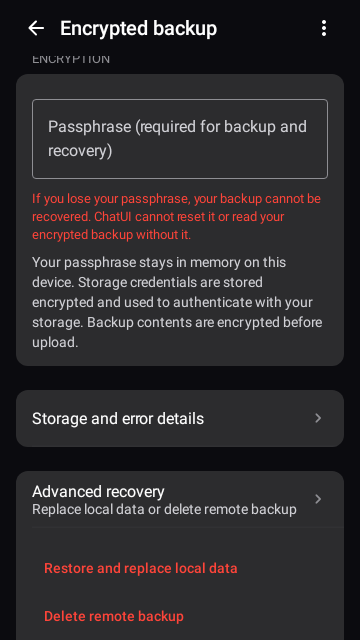 Encrypted backup
ENCRYPTION
Passphrase (required for backup and
recovery)
If you lose your passphrase, your backup cannot be
recovered. ChatUI cannot reset it or read your
encrypted backup without it.
Your passphrase stays in memory on this
device. Storage credentials are stored
encrypted and used to authenticate with your
storage. Backup contents are encrypted before
upload.
Storage and error details
Advanced recovery
Replace local data or delete remote backup
Restore and replace local data
Delete remote backup